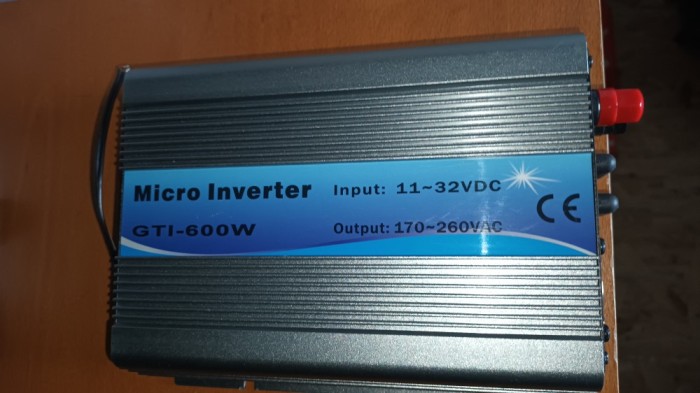 Micro Inverter Input: 11~32VDC
GTI-600W Output: 170~260VAC
CE